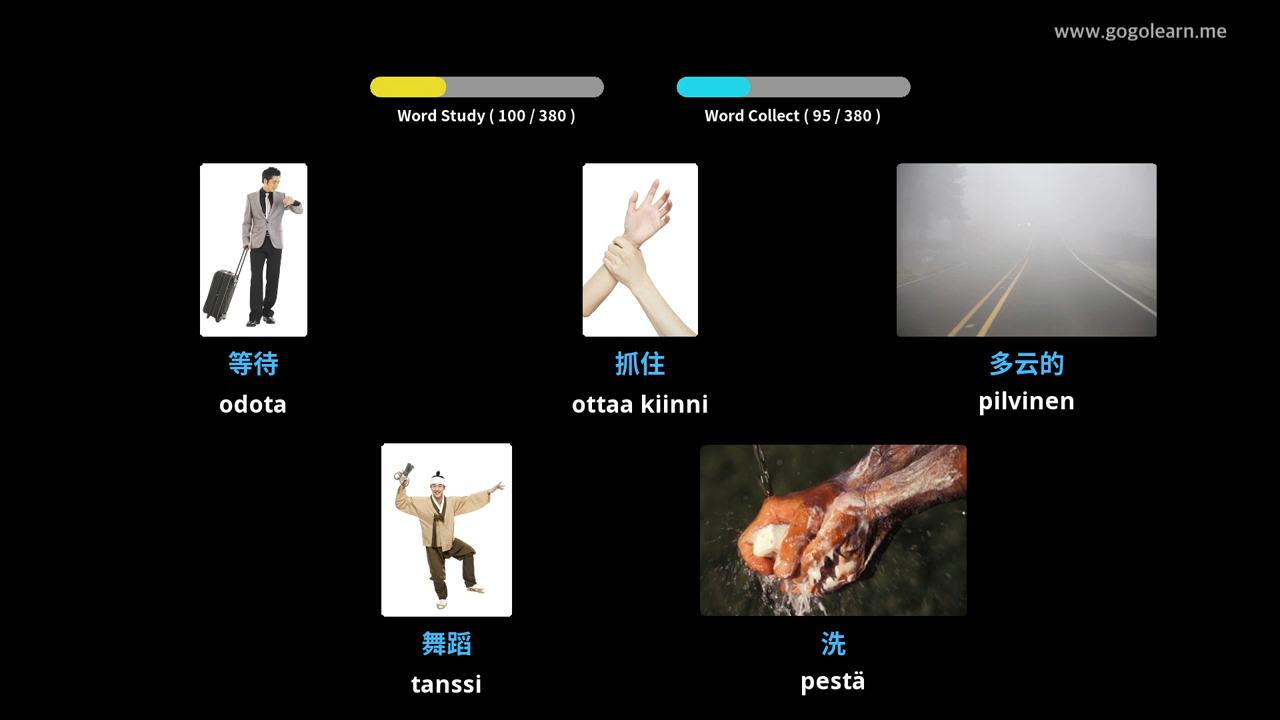 www.gogolearn.me
Word Study ( 100 / 380 )
Word Collect ( 95 / 380 )
等待
odota
抓住
ottaa kiinni
多云的
pilvinen
舞蹈
tanssi
洗
pestä